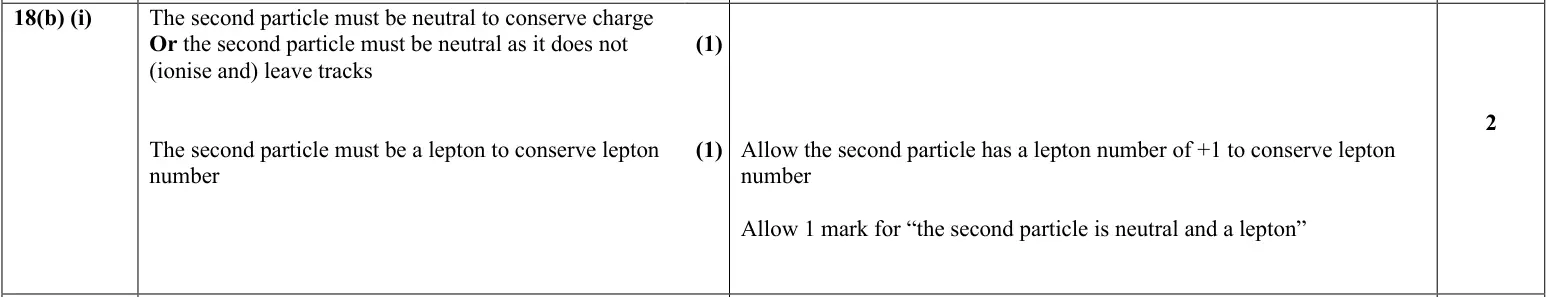 18(b) (i)
The second particle must be neutral to conserve charge
Or the second particle must be neutral as it does not (1)
(ionise and) leave tracks
2
The second particle must be a lepton to conserve lepton (1) Allow the second particle has a lepton number of +1 to conserve lepton
number number
Allow 1 mark for “the second particle is neutral and a lepton”